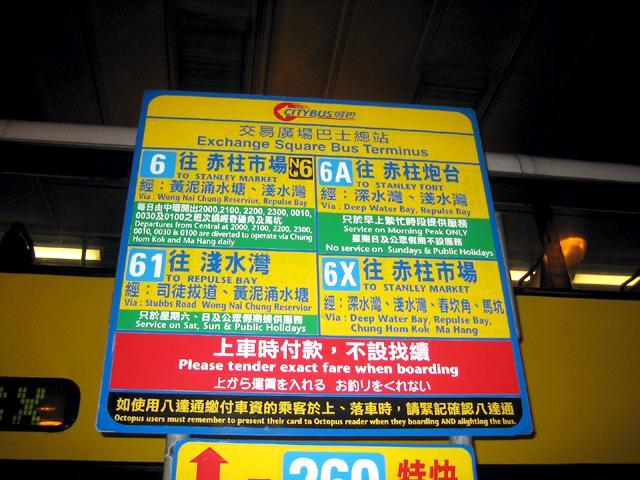 CITYBUS 城巴
交易廣場巴士總站
Exchange Square Bus Terminus
6 往 赤柱市場 N6
TO STANLEY MARKET
經：黃泥涌水塘、淺水灣
Via : Wong Nai Chung Reservior, Repulse Bay
每日由中環開出2000,2100, 2200, 2300, 0010,
0030及0100之班次繞經舂磡角及馬坑
Departures from Central at 2000, 2100, 2200, 2300,
0010, 0030 & 0100 are diverted to operate via Chung
Hom Kok and Ma Hang daily
6A 往 赤柱炮台
TO STANLEY FORT
經：深水灣、淺水灣
Via : Deep Water Bay, Repulse Bay
只於早上繁忙時段提供服務
Service on Morning Peak ONLY
星期日及公眾假期不設服務
No service on Sundays & Public Holidays
61 往 淺水灣
TO REPULSE BAY
經：司徒拔道、黃泥涌水塘
Via : Stubbs Road Wong Nai Chung Reservior
只於星期六、日及公眾假期提供服務
Service on Sat, Sun & Public Holidays
6X 往 赤柱市場
TO STANLEY MARKET
經：深水灣、淺水灣、舂坎角、馬坑
Via : Deep Water Bay, Repulse Bay,
Chung Hom Kok Ma Hang
上車時付款，不設找續
Please tender exact fare when boarding
上から運賃を入れる お釣りをくれない
如使用八達通繳付車資的乘客於上、落車時，請緊記確認八達通
Octopus users must remember to present their card to Octopus reader when they boarding AND alighting the bus.
260 特快
X